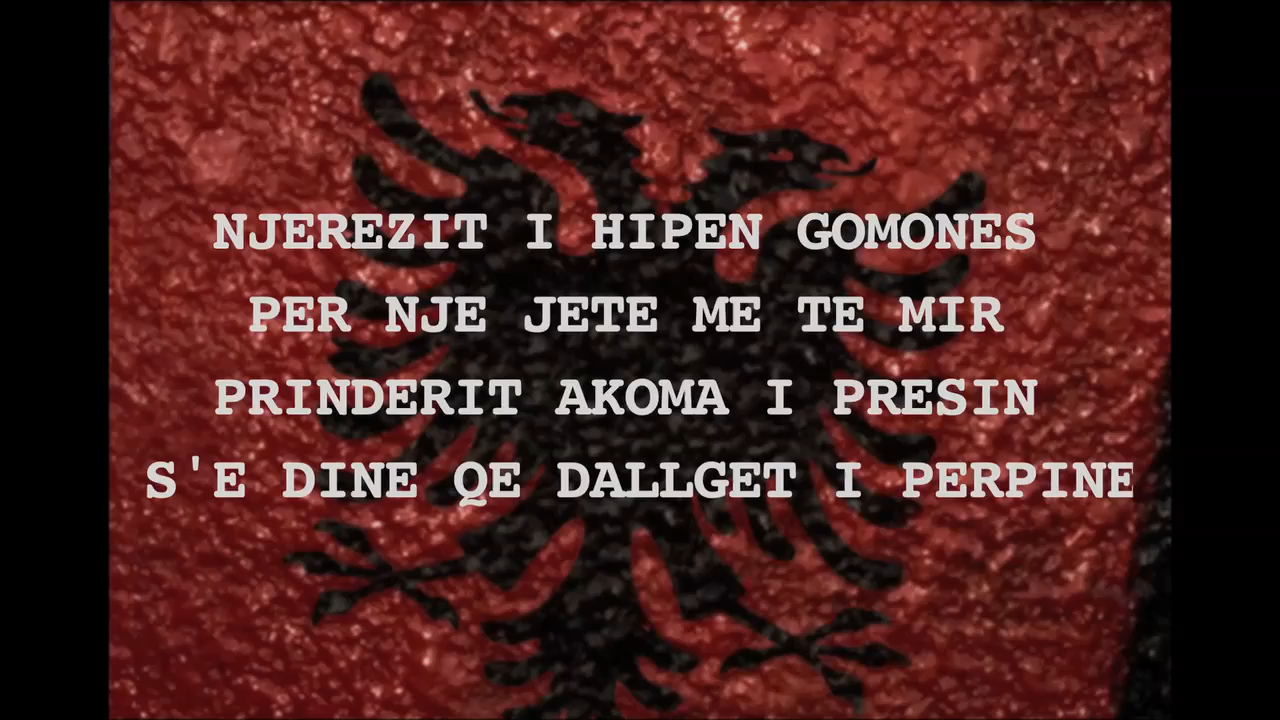 NJEREZIT I HIPEN GOMONES
PER NJE JETE ME TE MIR
PRINDERIT AKOMA I PRESIN
S'E DINE QE DALLGET I PERPINE